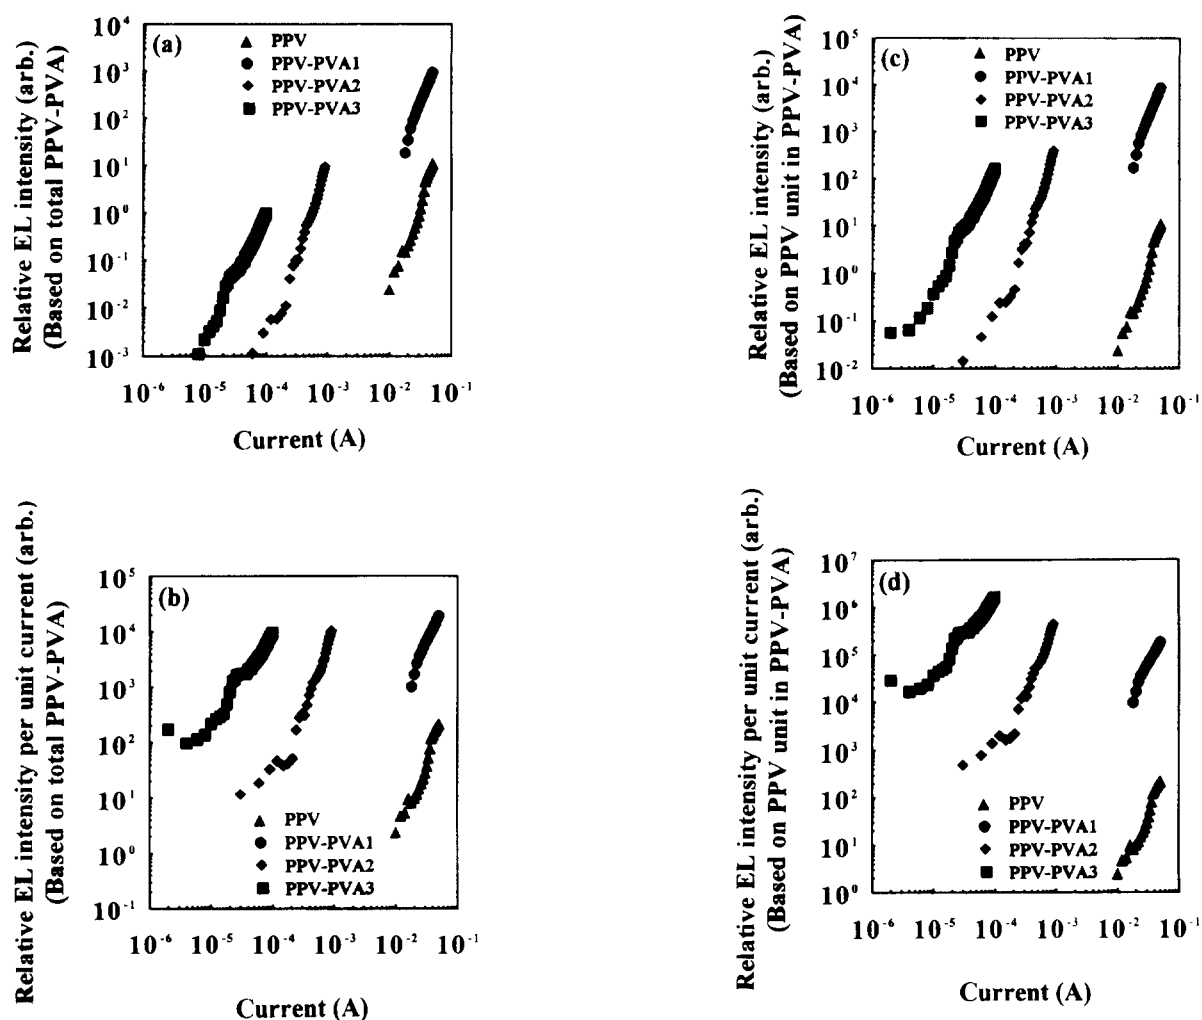 Relative EL intensity (arb.)
(Based on total PPV-PVA)
(a)
PPV
PPV-PVA1
PPV-PVA2
PPV-PVA3
10⁴
10³
10²
10¹
10⁰
10⁻¹
10⁻²
10⁻³
10⁻⁶ 10⁻⁵ 10⁻⁴ 10⁻³ 10⁻² 10⁻¹
Current (A)
Relative EL intensity (arb.)
(Based on PPV unit in PPV-PVA)
(c)
PPV
PPV-PVA1
PPV-PVA2
PPV-PVA3
10⁵
10⁴
10³
10²
10¹
10⁰
10⁻¹
10⁻²
10⁻⁶ 10⁻⁵ 10⁻⁴ 10⁻³ 10⁻² 10⁻¹
Current (A)
Relative EL intensity per unit current (arb.)
(Based on total PPV-PVA)
(b)
10⁵
10⁴
10³
10²
10¹
10⁰
10⁻¹
PPV
PPV-PVA1
PPV-PVA2
PPV-PVA3
10⁻⁶ 10⁻⁵ 10⁻⁴ 10⁻³ 10⁻² 10⁻¹
Current (A)
Relative EL intensity per unit current (arb.)
(Based on PPV unit in PPV-PVA)
(d)
10⁷
10⁶
10⁵
10⁴
10³
10²
10¹
10⁰
PPV
PPV-PVA1
PPV-PVA2
PPV-PVA3
10⁻⁶ 10⁻⁵ 10⁻⁴ 10⁻³ 10⁻² 10⁻¹
Current (A)